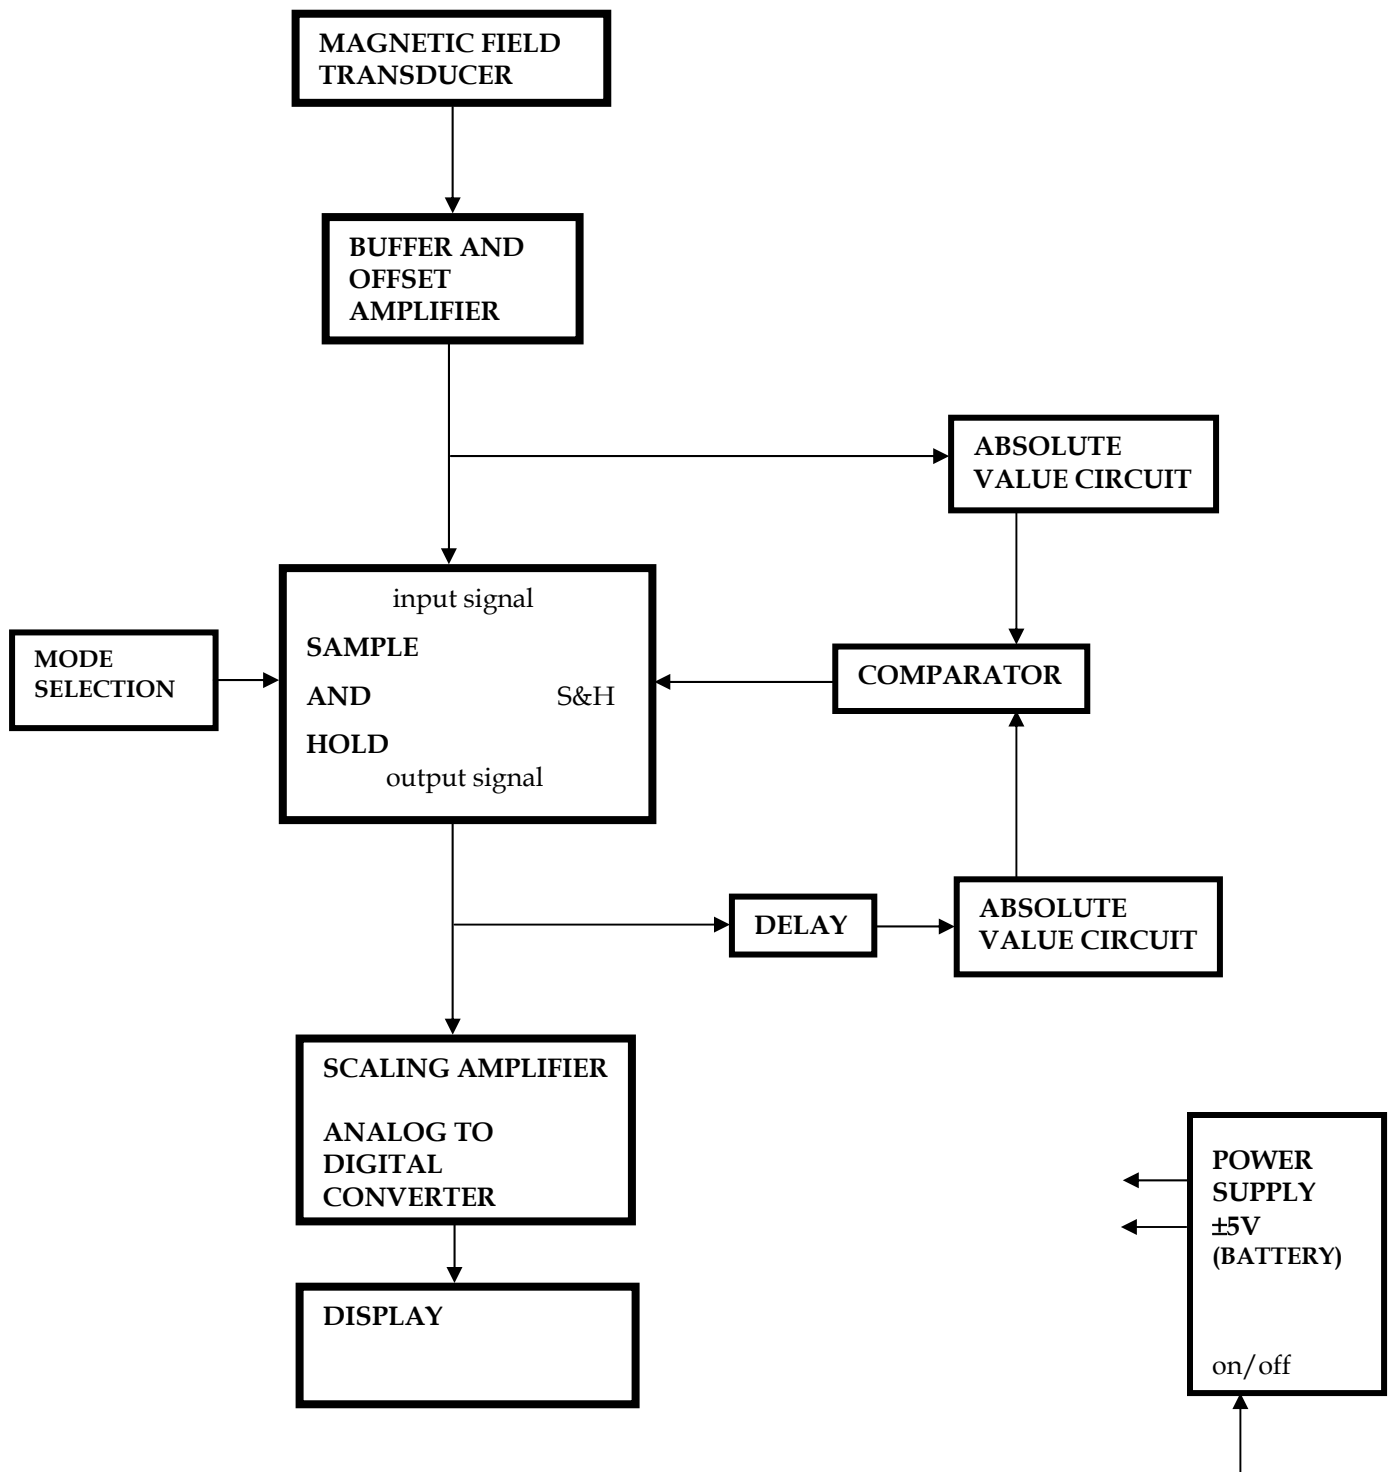 MAGNETIC FIELD
TRANSDUCER
BUFFER AND
OFFSET
AMPLIFIER
ABSOLUTE
VALUE CIRCUIT
input signal
SAMPLE
MODE
SELECTION
AND S&H
COMPARATOR
HOLD
output signal
DELAY
ABSOLUTE
VALUE CIRCUIT
SCALING AMPLIFIER
ANALOG TO
DIGITAL
CONVERTER
POWER
SUPPLY
±5V
(BATTERY)
on/off
DISPLAY